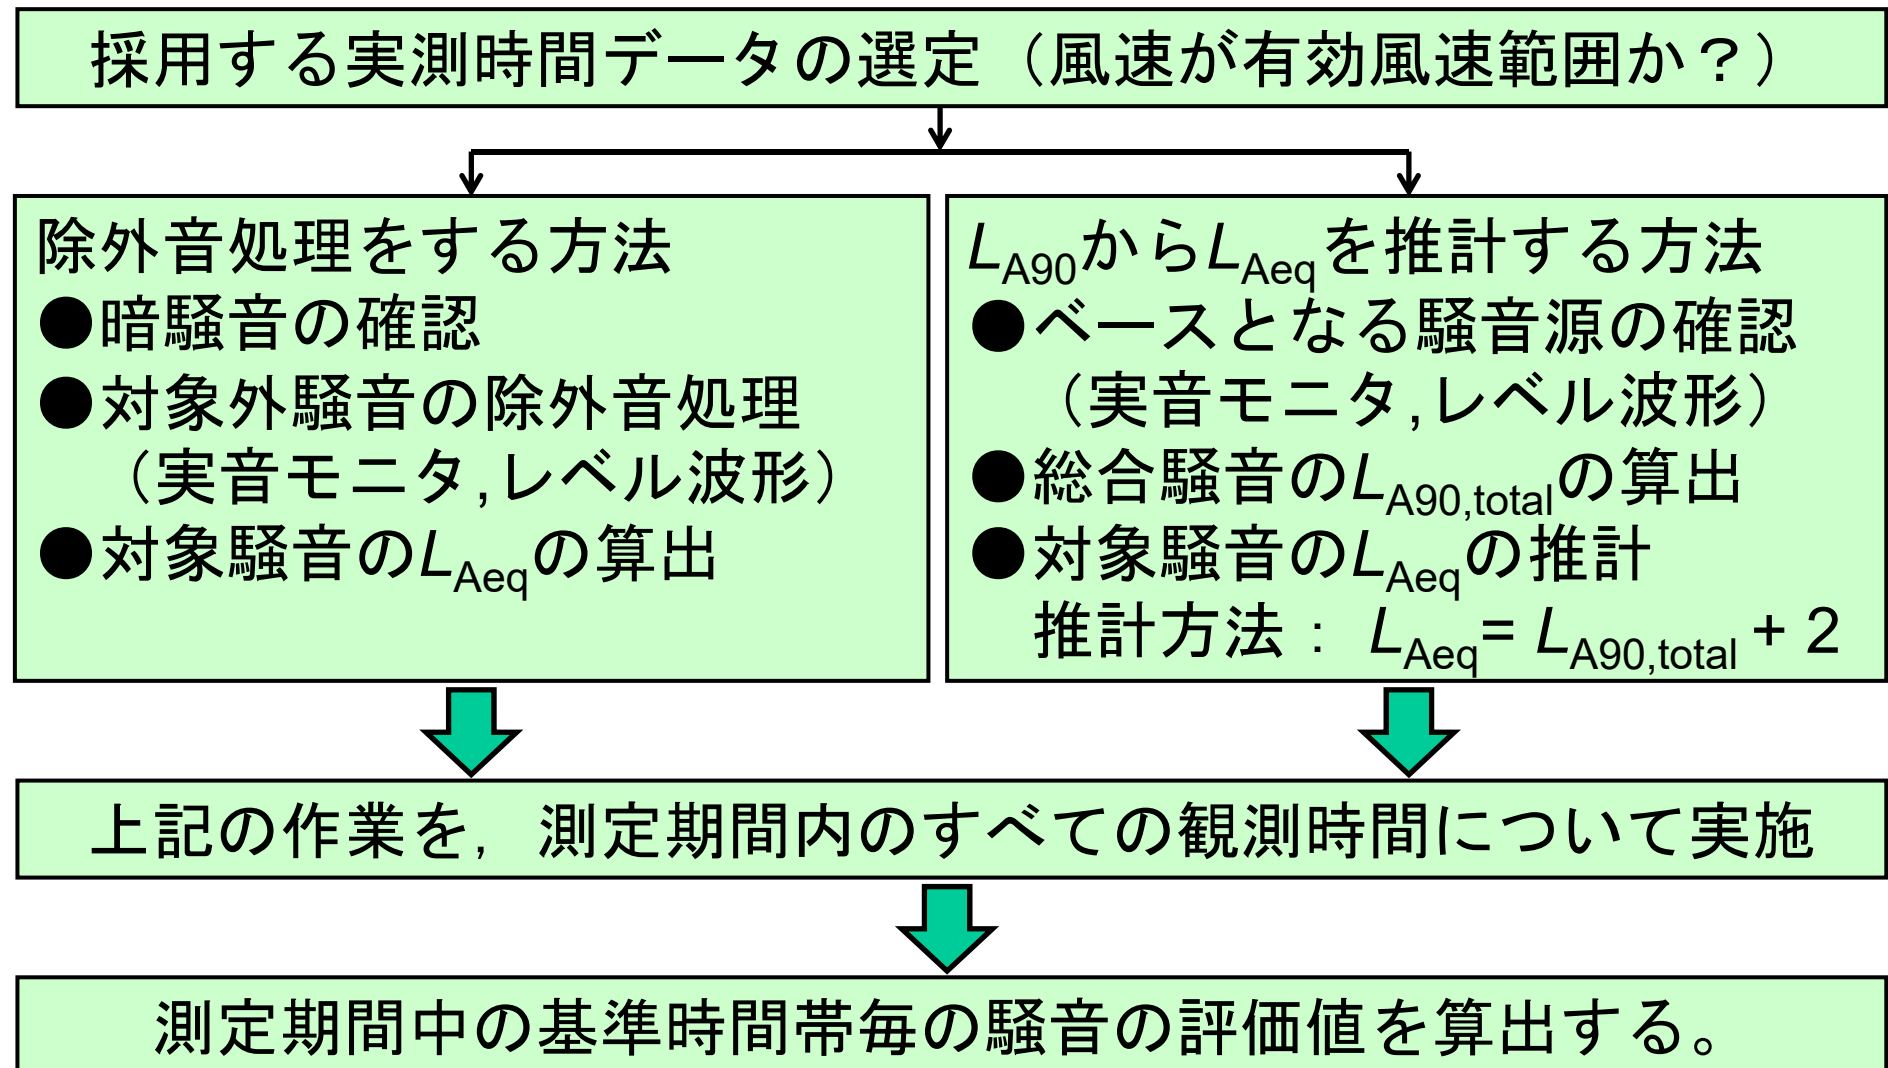 採用する実測時間データの選定（風速が有効風速範囲か？）
除外音処理をする方法
●暗騒音の確認
●対象外騒音の除外音処理
（実音モニタ,レベル波形）
●対象騒音のLAeqの算出
LA90からLAeqを推計する方法
●ベースとなる騒音源の確認
（実音モニタ,レベル波形）
●総合騒音のLA90,totalの算出
●対象騒音のLAeqの推計
推計方法： LAeq= LA90,total + 2
上記の作業を，測定期間内のすべての観測時間について実施
測定期間中の基準時間帯毎の騒音の評価値を算出する。